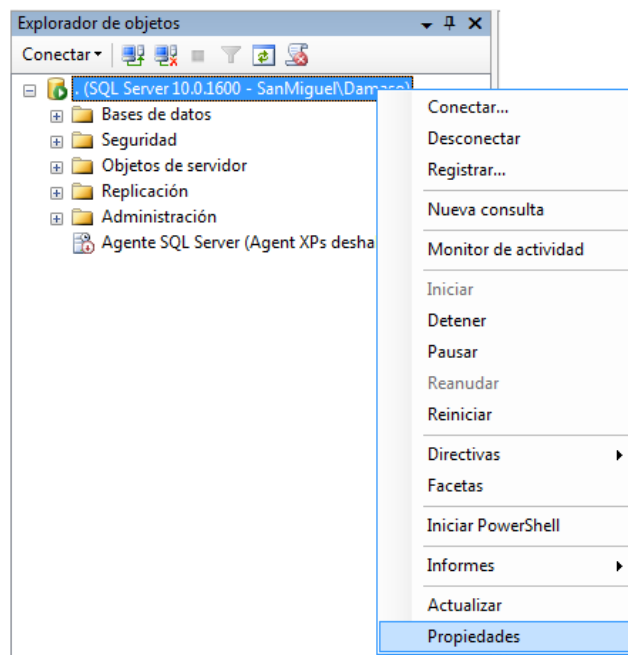 Explorador de objetos
Conectar
. (SQL Server 10.0.1600 - SanMiguel\Damaso)
Bases de datos
Seguridad
Objetos de servidor
Replicación
Administración
Agente SQL Server (Agent XPs desha
Conectar...
Desconectar
Registrar...
Nueva consulta
Monitor de actividad
Iniciar
Detener
Pausar
Reanudar
Reiniciar
Directivas
Facetas
Iniciar PowerShell
Informes
Actualizar
Propiedades